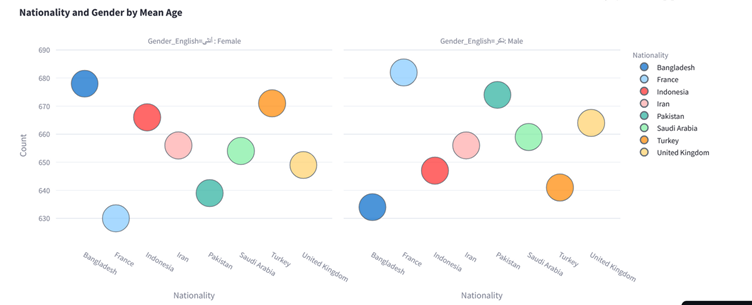 Nationality and Gender by Mean Age
Gender_English=أنثى : Female
Gender_English=ذكر: Male
Nationality
Bangladesh
France
Indonesia
Iran
Pakistan
Saudi Arabia
Turkey
United Kingdom
690
680
670
660
650
640
630
Count
Bangladesh
France
Indonesia
Iran
Pakistan
Saudi Arabia
Turkey
United Kingdom
Bangladesh
France
Indonesia
Iran
Pakistan
Saudi Arabia
Turkey
United Kingdom
Nationality
Nationality